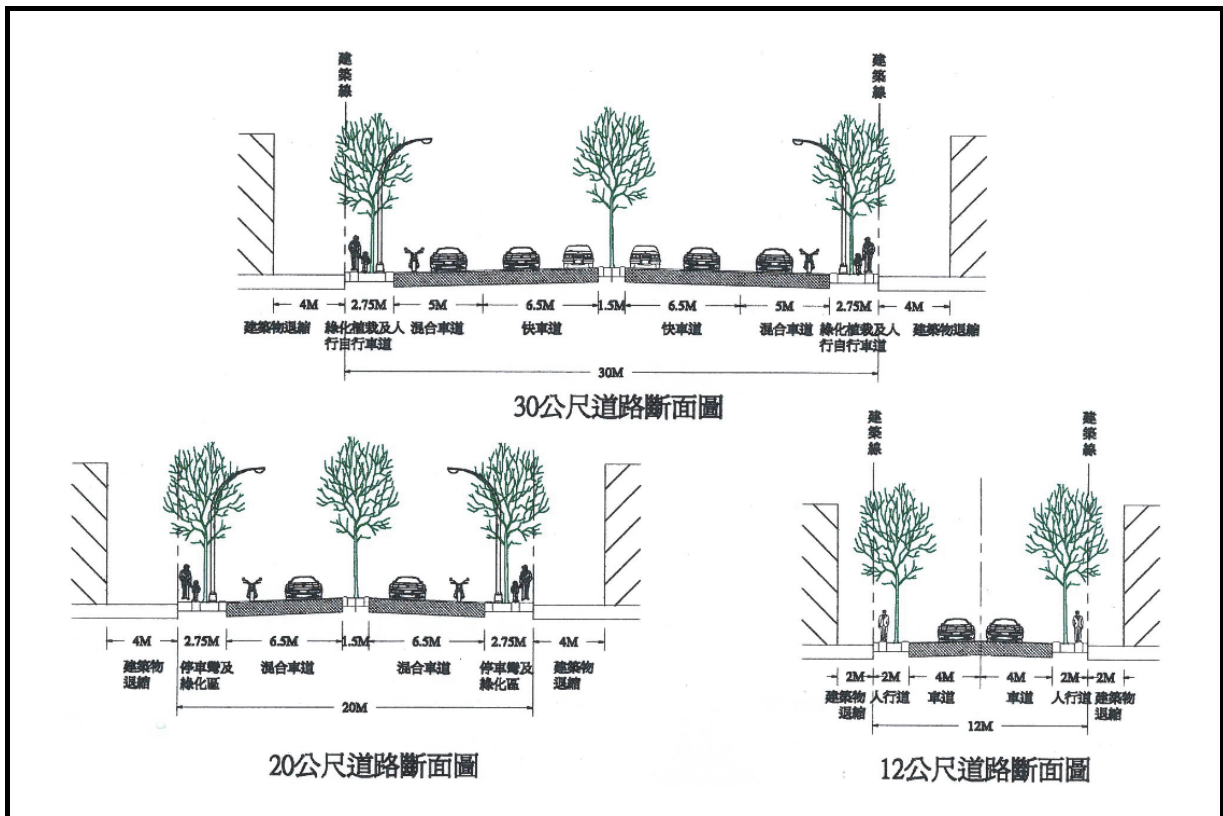 建築線
建築線
4M 2.75M 5M 6.5M 1.5M 6.5M 5M 2.75M 4M
建築物退縮 綠化植栽及人 混合車道 快車道 快車道 混合車道 綠化植栽及人 建築物退縮
行自行車道 行自行車道
30M
30公尺道路斷面圖
4M 2.75M 6.5M 1.5M 6.5M 2.75M 4M
建築物 停車彎及 混合車道 混合車道 停車彎及 建築物
退縮 綠化區 綠化區 退縮
20M
20公尺道路斷面圖
建築線
建築線
2M 2M 4M 4M 2M 2M
建築物 人行道 車道 車道 人行道 建築物
退縮 退縮
12M
12公尺道路斷面圖